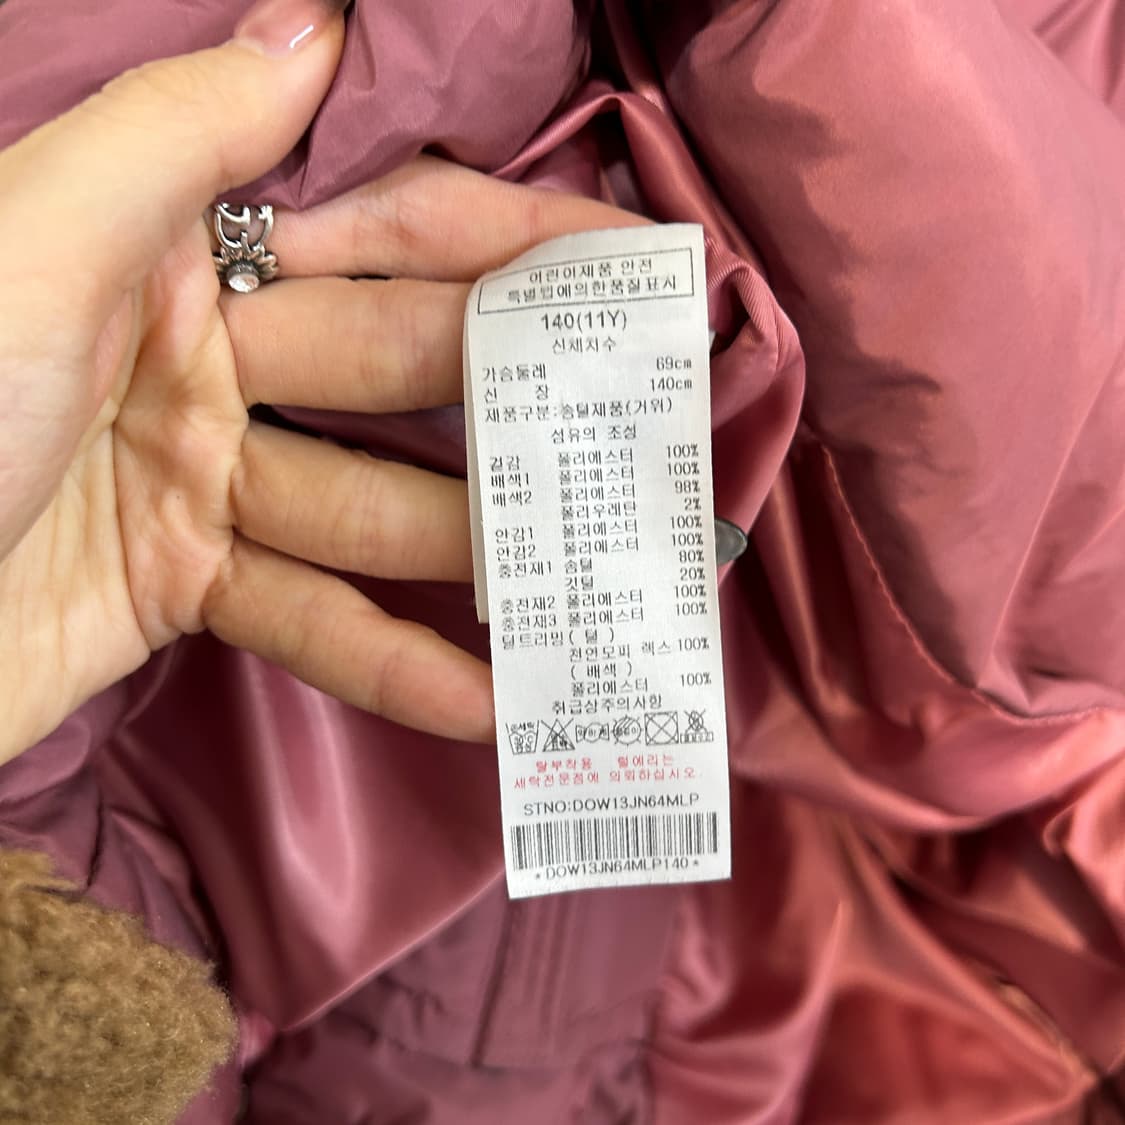 어린이제품 안전
특별법에의한품질표시
140(11Y)
신체치수
가슴둘레 69cm
신 장 140cm
제품구분:솜털제품(거위)
섬유의 조성
겉감 폴리에스터 100%
배색1 폴리에스터 100%
배색2 폴리에스터 98%
폴리우레탄 2%
안감1 폴리에스터 100%
안감2 폴리에스터 100%
충전재1 솜털 80%
깃털 20%
충전재2 폴리에스터 100%
충전재3 폴리에스터 100%
털트리밍( 털 )
천연모피 렉스 100%
( 배색 )
폴리에스터 100%
취급상주의사항
탈부착용 털에리는
세탁전문점에 의뢰하십시오.
STNO:DOW13JN64MLP
*DOW13JN64MLP140*